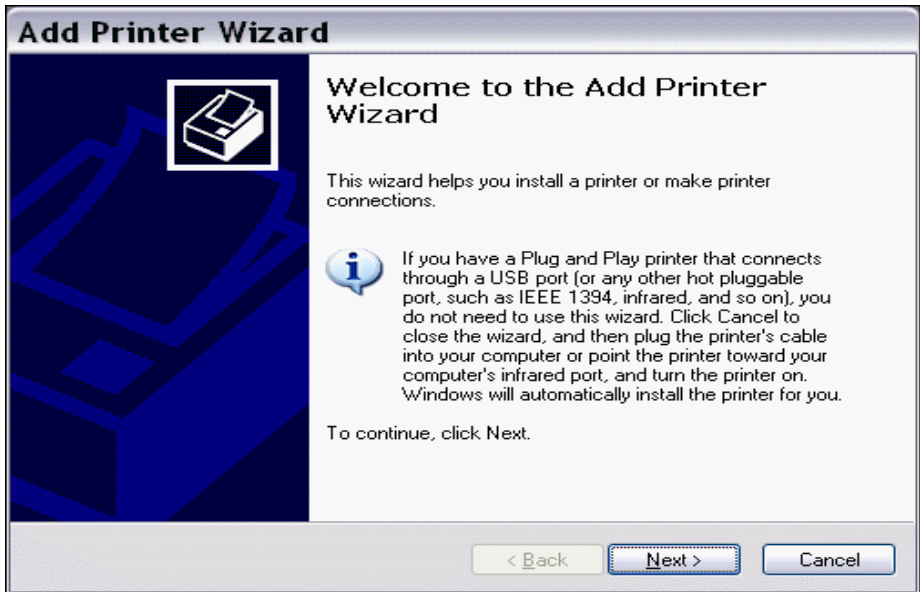 Add Printer Wizard
Welcome to the Add Printer
Wizard
This wizard helps you install a printer or make printer
connections.
If you have a Plug and Play printer that connects
through a USB port (or any other hot pluggable
port, such as IEEE 1394, infrared, and so on), you
do not need to use this wizard. Click Cancel to
close the wizard, and then plug the printer's cable
into your computer or point the printer toward your
computer's infrared port, and turn the printer on.
Windows will automatically install the printer for you.
To continue, click Next.
< Back Next > Cancel